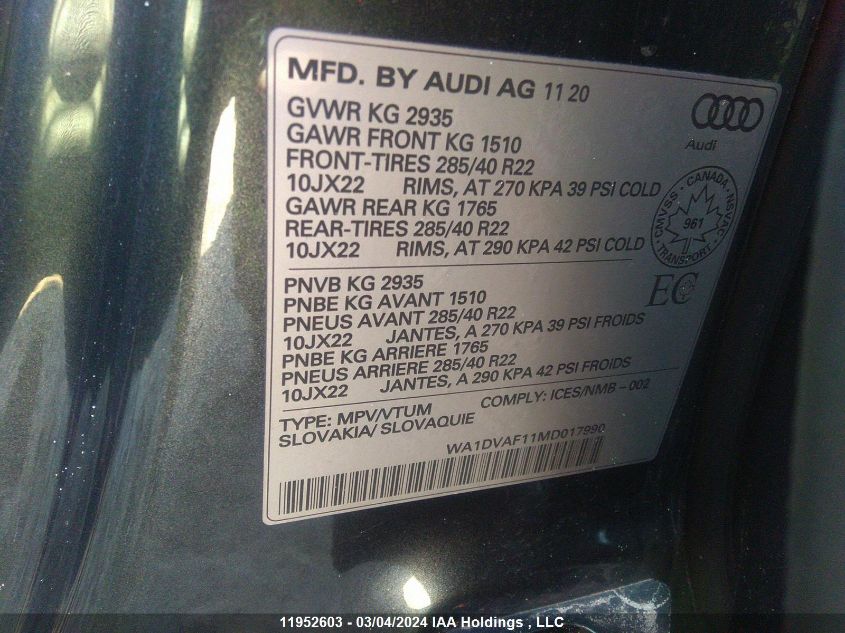 MFD. BY AUDI AG 11 20
GVWR KG 2935
GAWR FRONT KG 1510
FRONT-TIRES 285/40 R22
10JX22 RIMS, AT 270 KPA 39 PSI COLD
GAWR REAR KG 1765
REAR-TIRES 285/40 R22
10JX22 RIMS, AT 290 KPA 42 PSI COLD
Audi
CMVSS · CANADA · NSVAC
961
TRANSPORT
EC
PNVB KG 2935
PNBE KG AVANT 1510
PNEUS AVANT 285/40 R22
10JX22 JANTES, A 270 KPA 39 PSI FROIDS
PNBE KG ARRIERE 1765
PNEUS ARRIERE 285/40 R22
10JX22 JANTES, A 290 KPA 42 PSI FROIDS
TYPE: MPV/VTUM COMPLY: ICES/NMB – 002
SLOVAKIA/ SLOVAQUIE
WA1DVAF11MD017990
11952603 - 03/04/2024 IAA Holdings , LLC